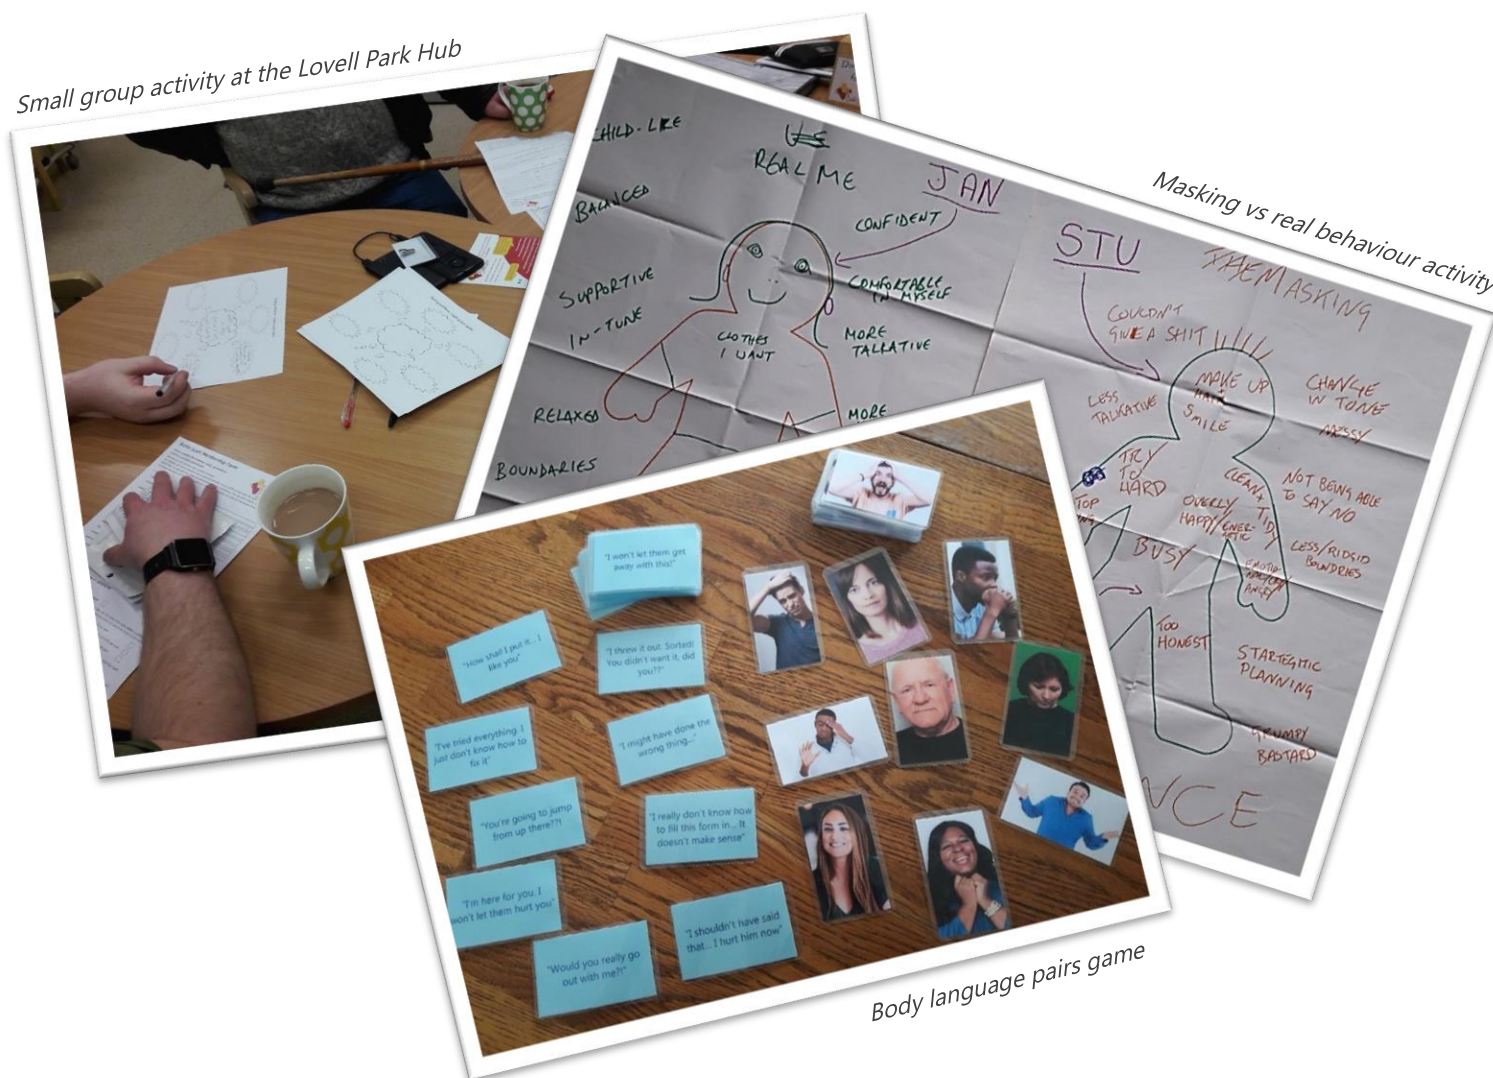 Small group activity at the Lovell Park Hub
Masking vs real behaviour activity
CHILD-LIKE
US
REAL ME
BALANCED
CONFIDENT
JAN
SUPPORTIVE
COMFORTABLE
IN MYSELF
IN-TUNE
CLOTHES
I WANT
MORE
TALKATIVE
RELAXED
MORE
BOUNDARIES
STU
THE MASKING
COULDN'T
GIVE A SHIT
MAKE UP
SMILE
CHANGE
IN TONE
MESSY
LESS
TALKATIVE
TRY
TO
HARD
CLEAN +
TIDY
NOT BEING ABLE
TO SAY NO
OVERLY
HAPPY/ENER-
ETIC
BUSY
LESS/RIDGID
BOUNDRIES
ANGRY
TOO
HONEST
STARTEGMIC
PLANNING
GRUMPY
BASTARD
NCE
"I won't let them get
away with this!"
"How shall I put it... I
like you"
"I threw it out. Sorted!
You didn't want it, did
you??"
"I've tried everything. I
just don't know how to
fix it"
"I might have done the
wrong thing..."
"You're going to jump
from up there??!
"I really don't know how
to fill this form in... It
doesn't make sense"
"I'm here for you. I
won't let them hurt you"
"I shouldn't have said
that... I hurt him now"
"Would you really go
out with me?!"
Body language pairs game